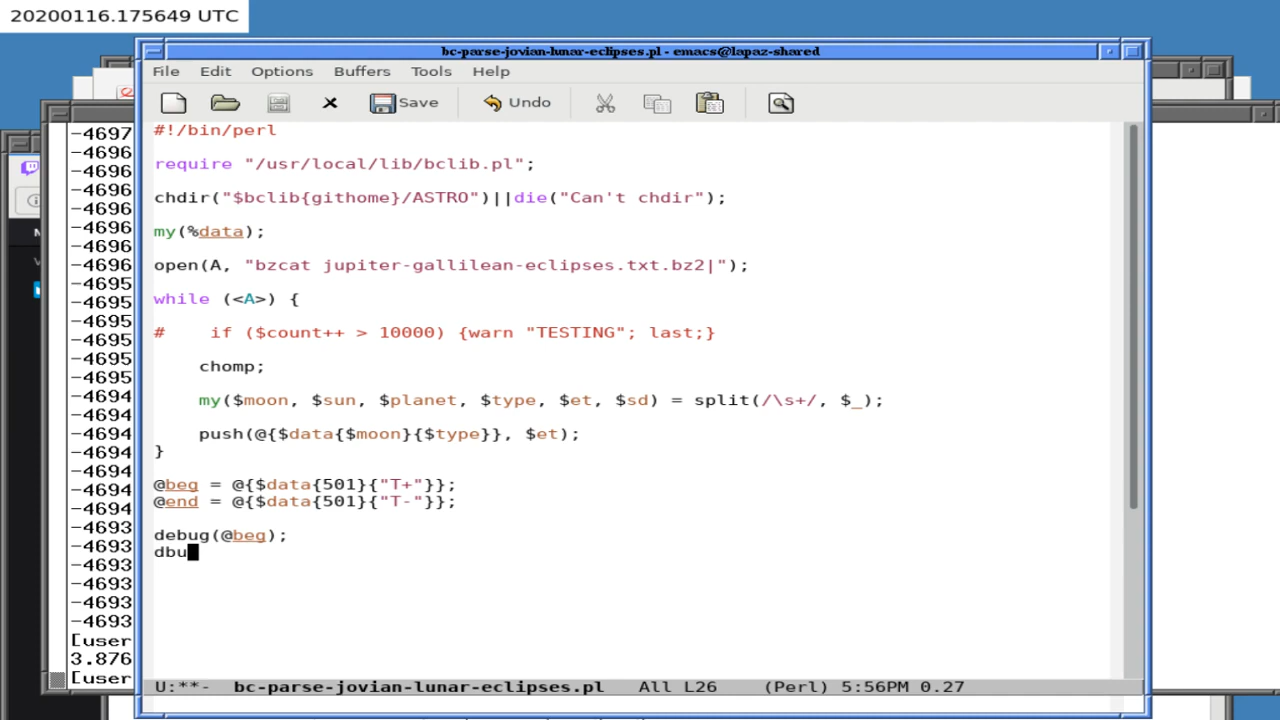 20200116.175649 UTC
bc-parse-jovian-lunar-eclipses.pl - emacs@lapaz-shared
File Edit Options Buffers Tools Help
Save Undo
#!/bin/perl
require "/usr/local/lib/bclib.pl";
chdir("$bclib{githome}/ASTRO")||die("Can't chdir");
my(%data);
open(A, "bzcat jupiter-gallilean-eclipses.txt.bz2|");
while (<A>) {
#    if ($count++ > 10000) {warn "TESTING"; last;}
    chomp;
    my($moon, $sun, $planet, $type, $et, $sd) = split(/\s+/, $_);
    push(@{$data{$moon}{$type}}, $et);
}
@beg = @{$data{501}{"T+"}};
@end = @{$data{501}{"T-"}};
debug(@beg);
dbu
U:**-  bc-parse-jovian-lunar-eclipses.pl   All L26    (Perl) 5:56PM 0.27
-4697
-4696
-4696
-4696
-4696
-4696
-4696
-4696
-4695
-4695
-4695
-4695
-4695
-4695
-4694
-4694
-4694
-4694
-4694
-4694
-4694
-4693
-4693
-4693
-4693
-4693
-4693
[user
3.876
[user